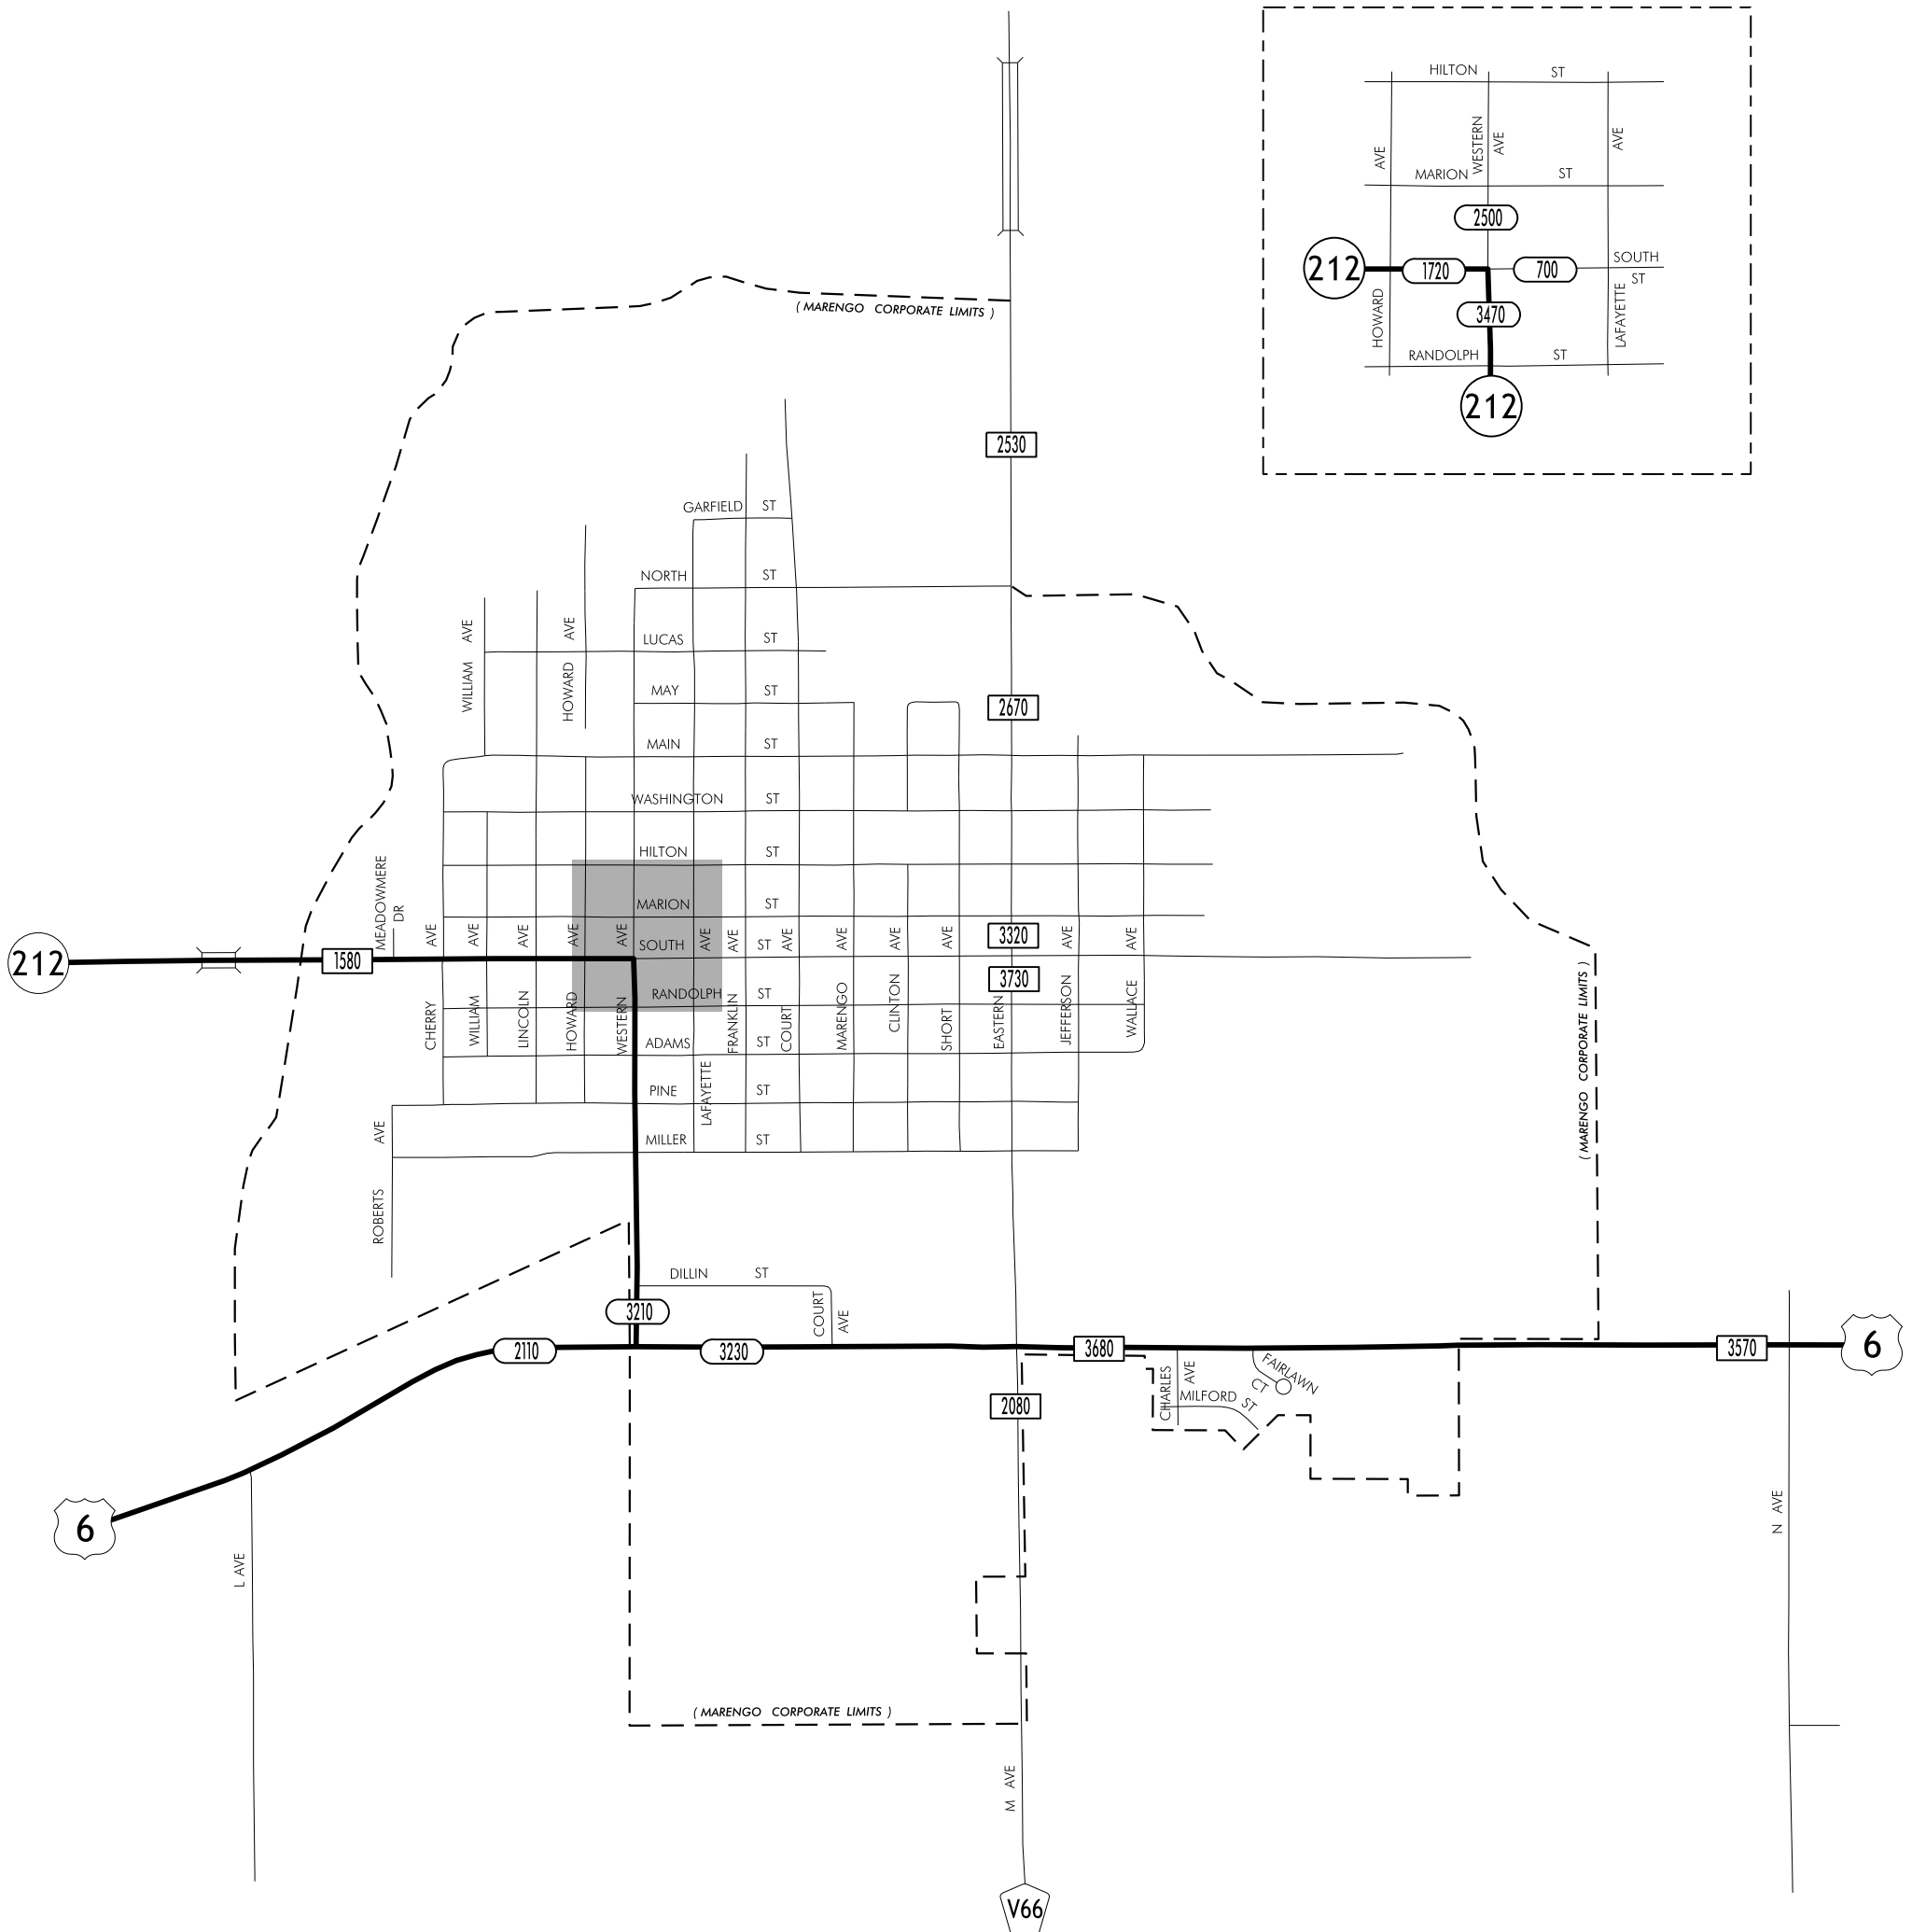 HILTON ST
WESTERN AVE
AVE
AVE
MARION ST
2500
212
1720
700
SOUTH ST
HOWARD
3470
LAFAYETTE
RANDOLPH ST
212
( MARENGO CORPORATE LIMITS )
2530
GARFIELD ST
NORTH ST
WILLIAM AVE
HOWARD AVE
LUCAS ST
MAY ST
2670
MAIN ST
WASHINGTON ST
HILTON ST
MEADOWMERE DR
MARION ST
3320
212
1580
CHERRY AVE
WILLIAM AVE
LINCOLN AVE
HOWARD AVE
WESTERN AVE
SOUTH ST
LAFAYETTE AVE
FRANKLIN AVE
COURT AVE
MARENGO AVE
CLINTON AVE
SHORT AVE
EASTERN
JEFFERSON AVE
WALLACE AVE
3730
RANDOLPH ST
ADAMS ST
PINE ST
MILLER ST
ROBERTS AVE
( MARENGO CORPORATE LIMITS )
DILLIN ST
COURT AVE
3210
2110
3230
3680
3570
6
CHARLES AVE
FAIRLAWN CT
MILFORD ST
2080
6
L AVE
N AVE
( MARENGO CORPORATE LIMITS )
M AVE
V66